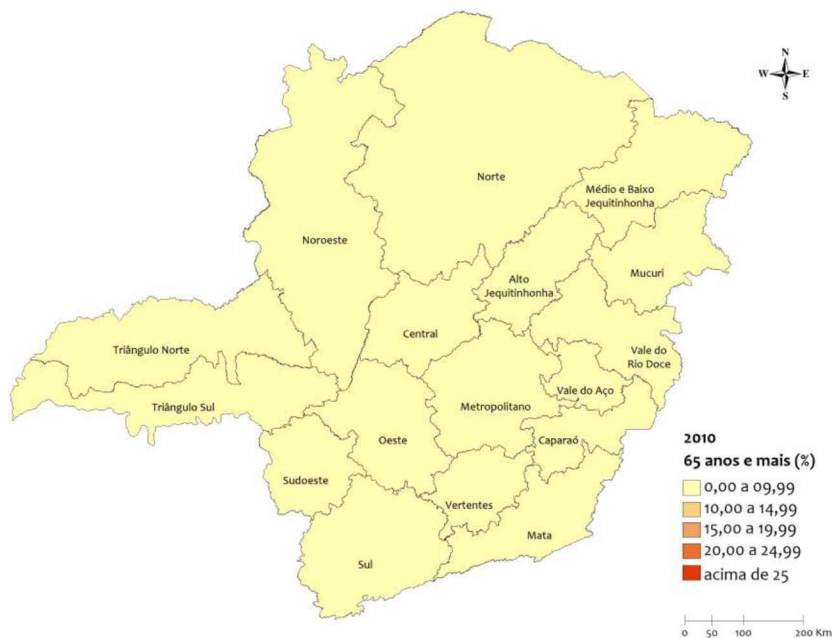 N
W E
S
Norte
Médio e Baixo
Jequitinhonha
Noroeste
Mucuri
Alto
Jequitinhonha
Central
Triângulo Norte
Vale do
Rio Doce
Vale do Aço
Triângulo Sul
Metropolitano
Oeste
Caparaó
Sudoeste
Vertentes
Mata
Sul
2010
65 anos e mais (%)
0,00 a 09,99
10,00 a 14,99
15,00 a 19,99
20,00 a 24,99
acima de 25
0 50 100 200 Km